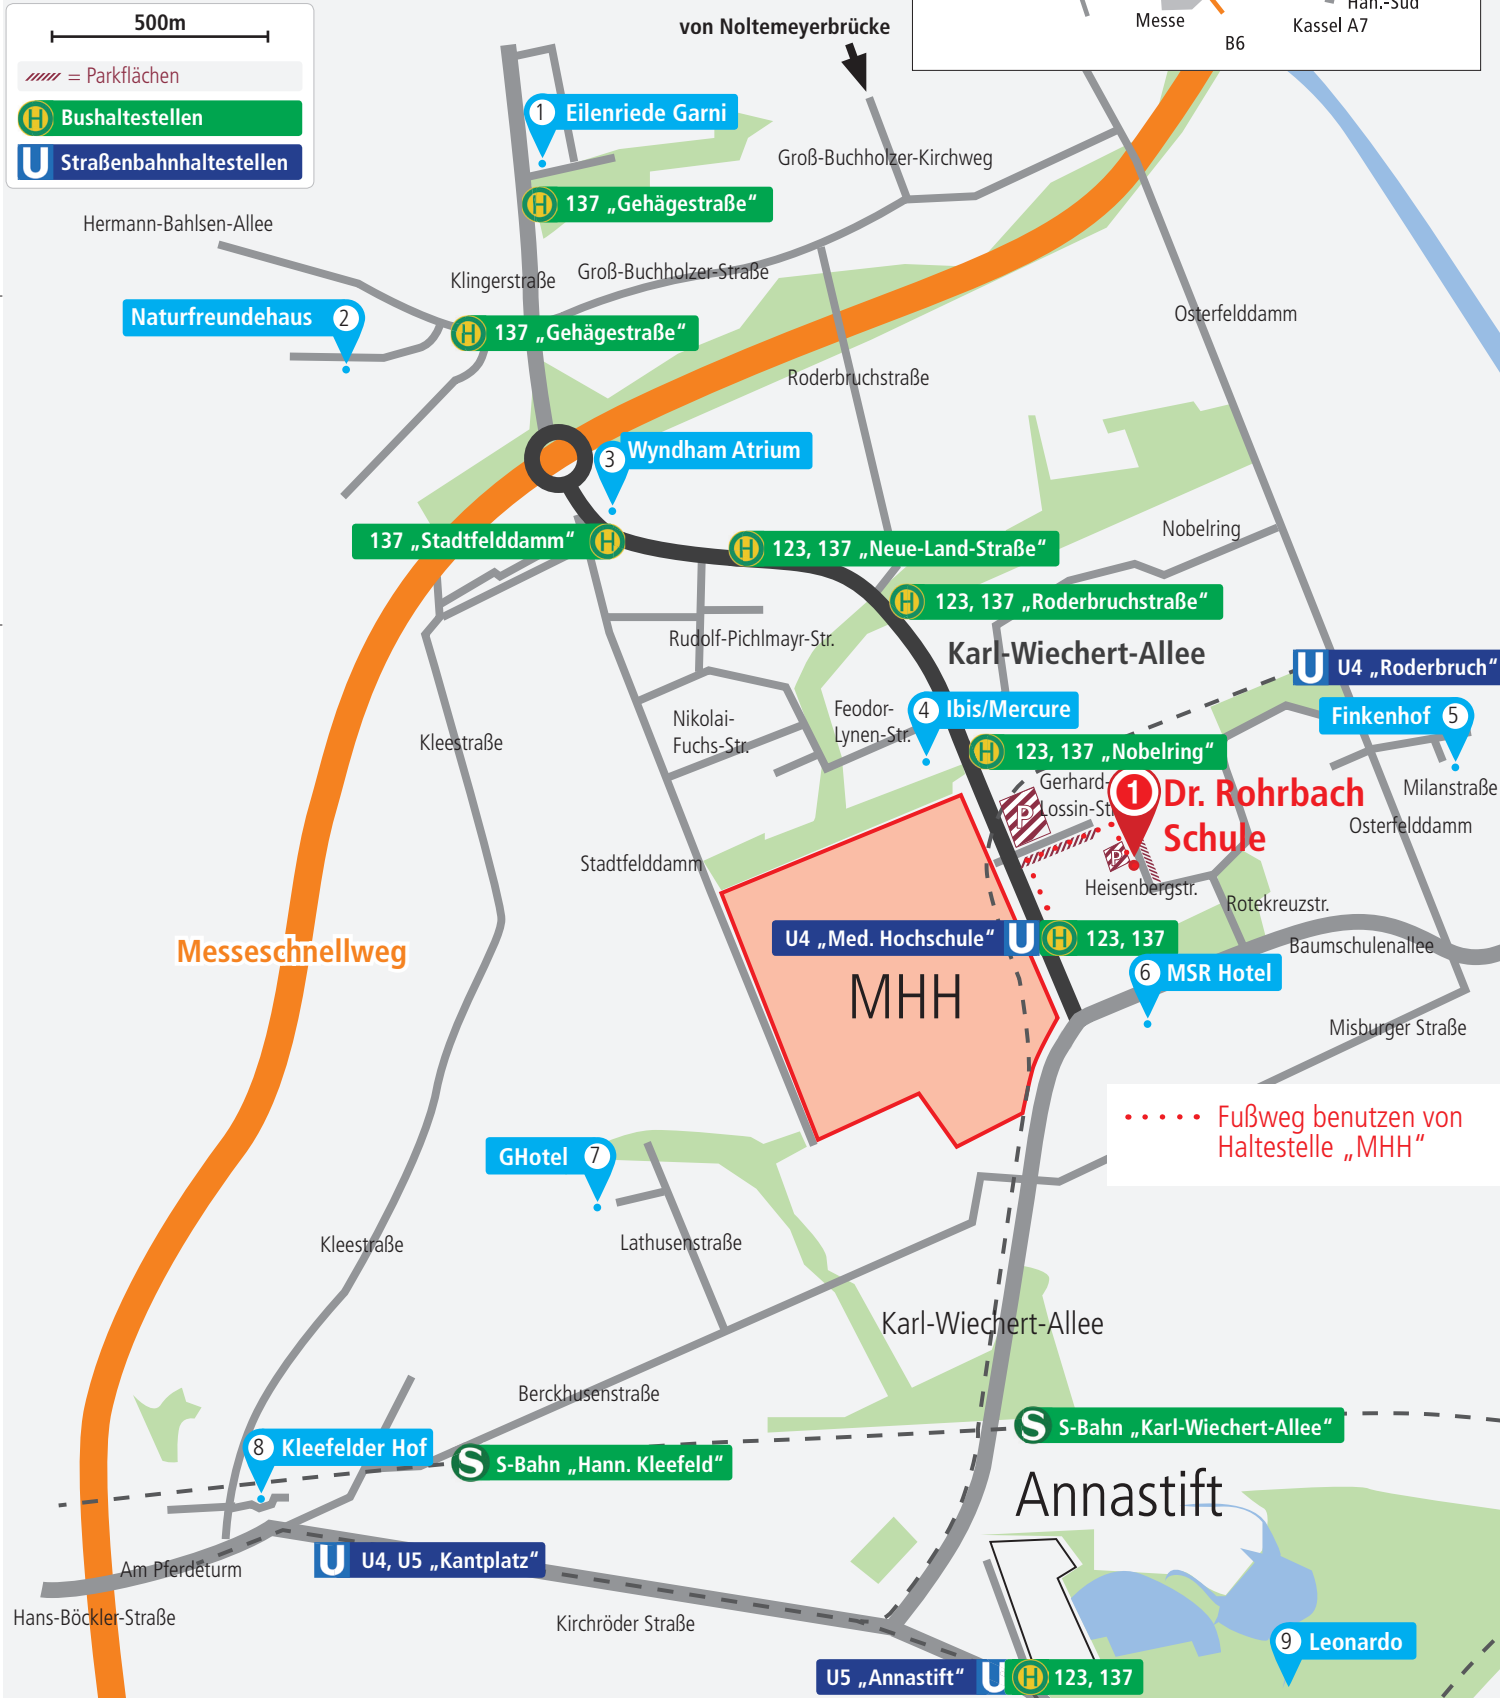 500m
= Parkflächen
H Bushaltestellen
U Straßenbahnhaltestellen
von Noltemeyerbrücke
Messe
B6
Han.-Süd
Kassel A7
1 Eilenriede Garni
Groß-Buchholzer-Kirchweg
H 137 „Gehägestraße“
Hermann-Bahlsen-Allee
Klingerstraße
Groß-Buchholzer-Straße
Naturfreundehaus 2
H 137 „Gehägestraße“
Osterfelddamm
Roderbruchstraße
3 Wyndham Atrium
137 „Stadtfelddamm“ H
H 123, 137 „Neue-Land-Straße“
Nobelring
H 123, 137 „Roderbruchstraße“
Rudolf-Pichlmayr-Str.
Karl-Wiechert-Allee
U U4 „Roderbruch“
Nikolai-
Fuchs-Str.
Feodor-
Lynen-Str.
4 Ibis/Mercure
Finkenhof 5
Kleestraße
H 123, 137 „Nobelring“
Gerhard-
Lossin-Str
P
1 Dr. Rohrbach
Schule
P
Milanstraße
Osterfelddamm
Stadtfelddamm
Heisenbergstr.
Rotekreuzstr.
Messeschnellweg
U4 „Med. Hochschule“ U H 123, 137
Baumschulenallee
MHH
6 MSR Hotel
Misburger Straße
Fußweg benutzen von
Haltestelle „MHH“
GHotel 7
Kleestraße
Lathusenstraße
Karl-Wiechert-Allee
Berckhusenstraße
8 Kleefelder Hof
S S-Bahn „Karl-Wiechert-Allee“
S S-Bahn „Hann. Kleefeld“
Annastift
Am Pferdeturm
U U4, U5 „Kantplatz“
Hans-Böckler-Straße
Kirchröder Straße
9 Leonardo
U5 „Annastift“ U H 123, 137